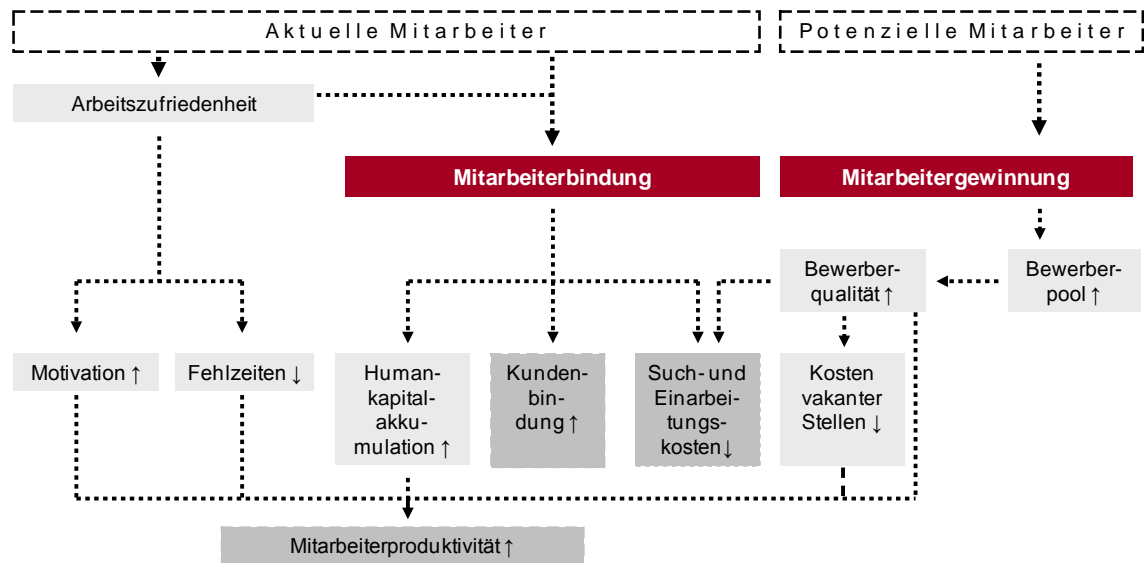 Aktuelle Mitarbeiter
Potenzielle Mitarbeiter
Arbeitszufriedenheit
Mitarbeiterbindung
Mitarbeitergewinnung
Bewerber-
qualität ↑
Bewerber-
pool ↑
Motivation ↑
Fehlzeiten ↓
Human-
kapital-
akku-
mulation ↑
Kunden-
bin-
dung ↑
Such- und
Einarbei-
tungs-
kosten↓
Kosten
vakanter
Stellen ↓
Mitarbeiterproduktivität ↑